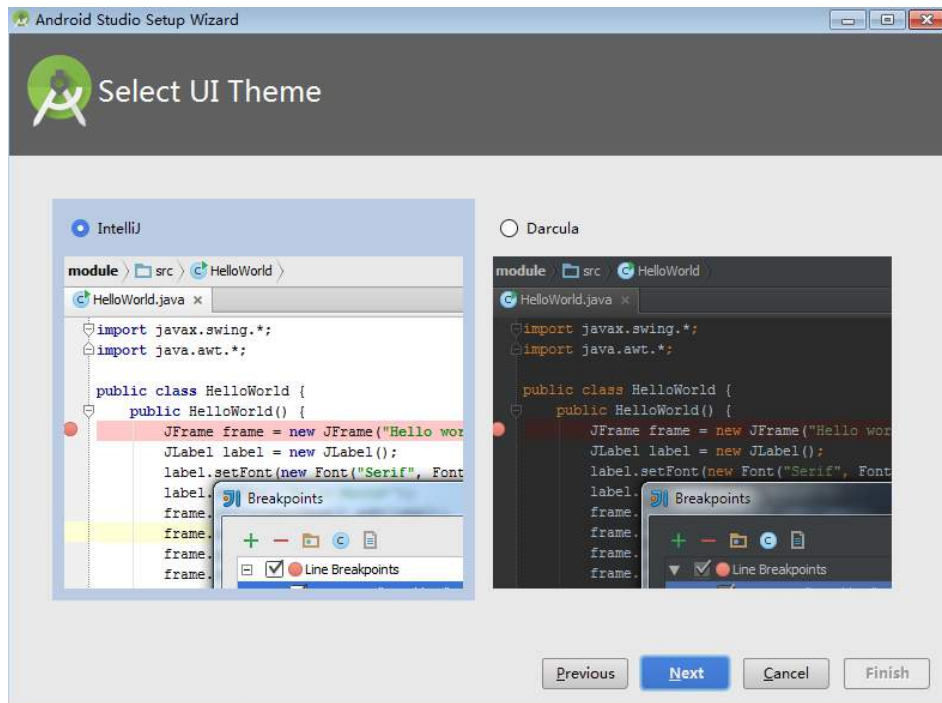 Android Studio Setup Wizard
Select UI Theme
IntelliJ
module src HelloWorld
HelloWorld.java ×
import javax.swing.*;
import java.awt.*;
public class HelloWorld {
public HelloWorld() {
JFrame frame = new JFrame("Hello wor
JLabel label = new JLabel();
label.setFont(new Font("Serif", Font
label.
frame.
frame.
frame.
frame.
Breakpoints
Line Breakpoints
Darcula
module src HelloWorld
HelloWorld.java ×
import javax.swing.*;
import java.awt.*;
public class HelloWorld {
public HelloWorld() {
JFrame frame = new JFrame("Hello wor
JLabel label = new JLabel();
label.setFont(new Font("Serif", Font
label.
frame.
frame.
frame.
frame.
Breakpoints
Line Breakpoints
Previous Next Cancel Finish